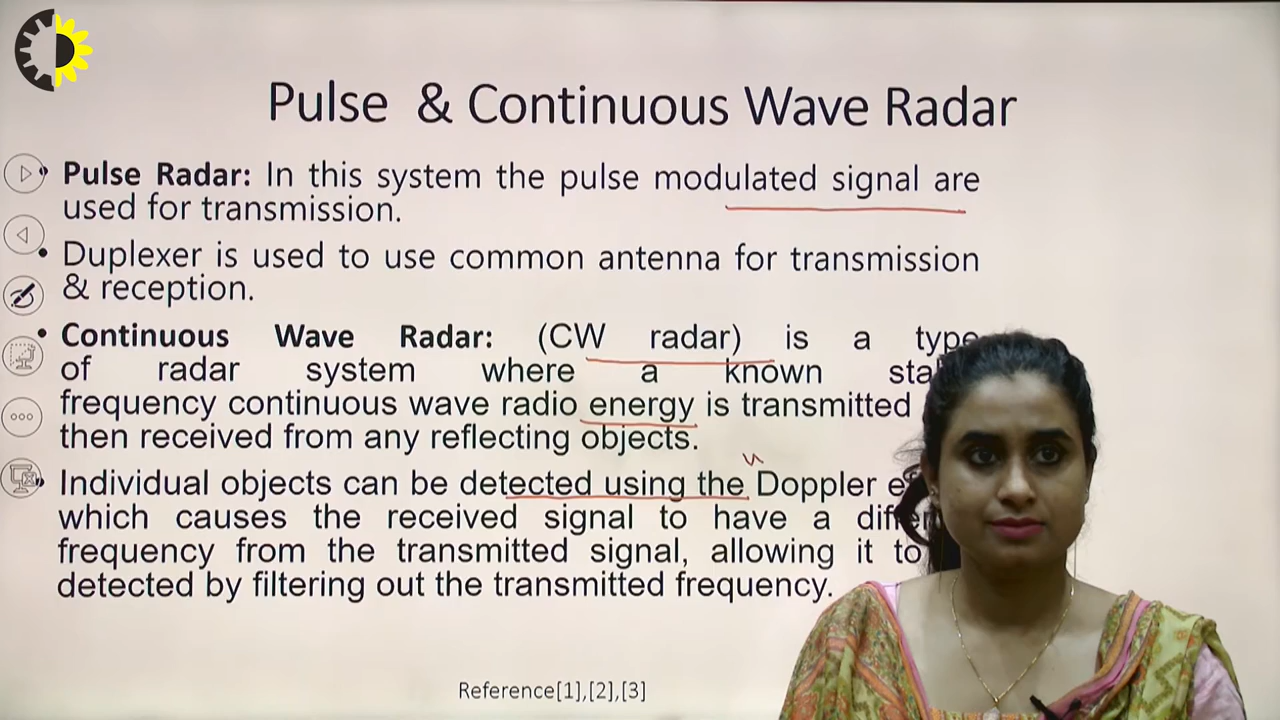 Pulse & Continuous Wave Radar
• Pulse Radar: In this system the pulse modulated signal are
used for transmission.
• Duplexer is used to use common antenna for transmission
& reception.
• Continuous Wave Radar: (CW radar) is a type
of radar system where a known
frequency continuous wave radio energy is transmitted
then received from any reflecting objects.
• Individual objects can be detected using the Doppler
which causes the received signal to have a
frequency from the transmitted signal, allowing it to
detected by filtering out the transmitted frequency.
Reference[1],[2],[3]